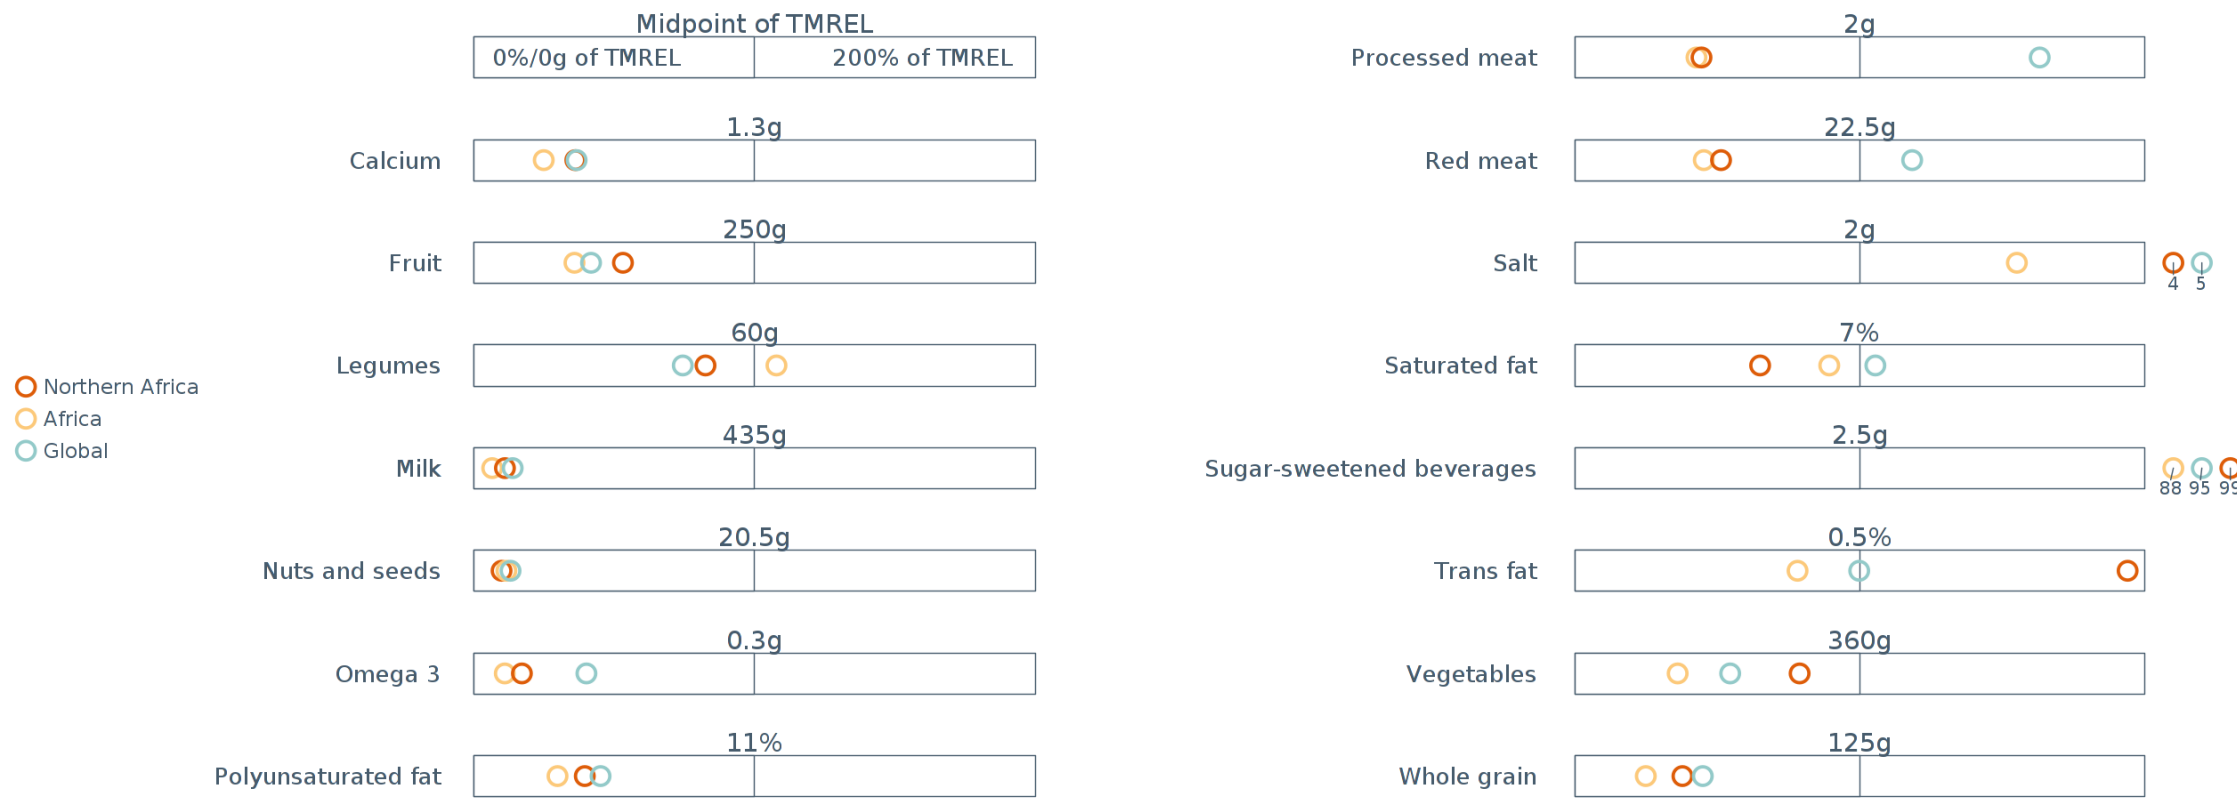 Midpoint of TMREL
0%/0g of TMREL 200% of TMREL
Calcium 1.3g
Fruit 250g
Legumes 60g
Milk 435g
Nuts and seeds 20.5g
Omega 3 0.3g
Polyunsaturated fat 11%
Northern Africa
Africa
Global
Processed meat 2g
Red meat 22.5g
Salt 2g
4 5
Saturated fat 7%
Sugar-sweetened beverages 2.5g
88 95 99
Trans fat 0.5%
Vegetables 360g
Whole grain 125g